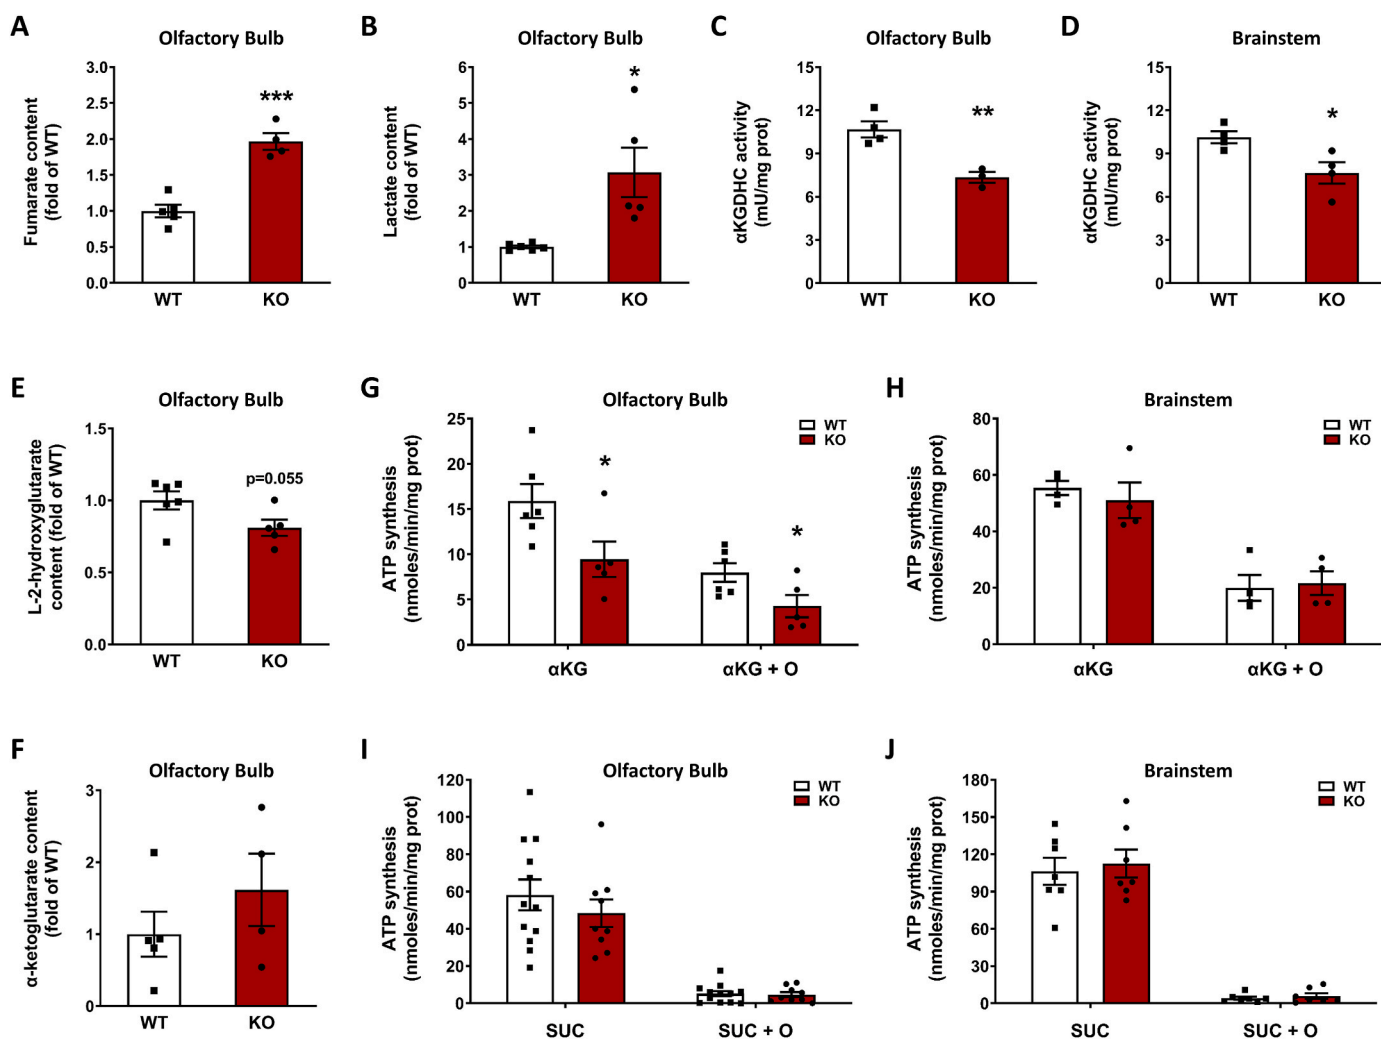 A
Olfactory Bulb
Fumarate content
(fold of WT)
3.0
2.5
2.0
1.5
1.0
0.5
0.0
***
WT
KO
B
Olfactory Bulb
Lactate content
(fold of WT)
6
5
4
3
2
1
0
*
WT
KO
C
Olfactory Bulb
αKGDHC activity
(mU/mg prot)
15
12
9
6
3
0
**
WT
KO
D
Brainstem
αKGDHC activity
(mU/mg prot)
15
12
9
6
3
0
*
WT
KO
E
Olfactory Bulb
L-2-hydroxyglutarate
content (fold of WT)
1.5
1.0
0.5
0.0
p=0.055
WT
KO
G
Olfactory Bulb
ATP synthesis
(nmoles/min/mg prot)
25
20
15
10
5
0
WT
KO
*
*
αKG
αKG + O
H
Brainstem
ATP synthesis
(nmoles/min/mg prot)
80
60
40
20
0
WT
KO
αKG
αKG + O
F
Olfactory Bulb
α-ketoglutarate content
(fold of WT)
3
2
1
0
WT
KO
I
Olfactory Bulb
ATP synthesis
(nmoles/min/mg prot)
120
100
80
60
40
20
0
WT
KO
SUC
SUC + O
J
Brainstem
ATP synthesis
(nmoles/min/mg prot)
180
150
120
90
60
30
0
WT
KO
SUC
SUC + O